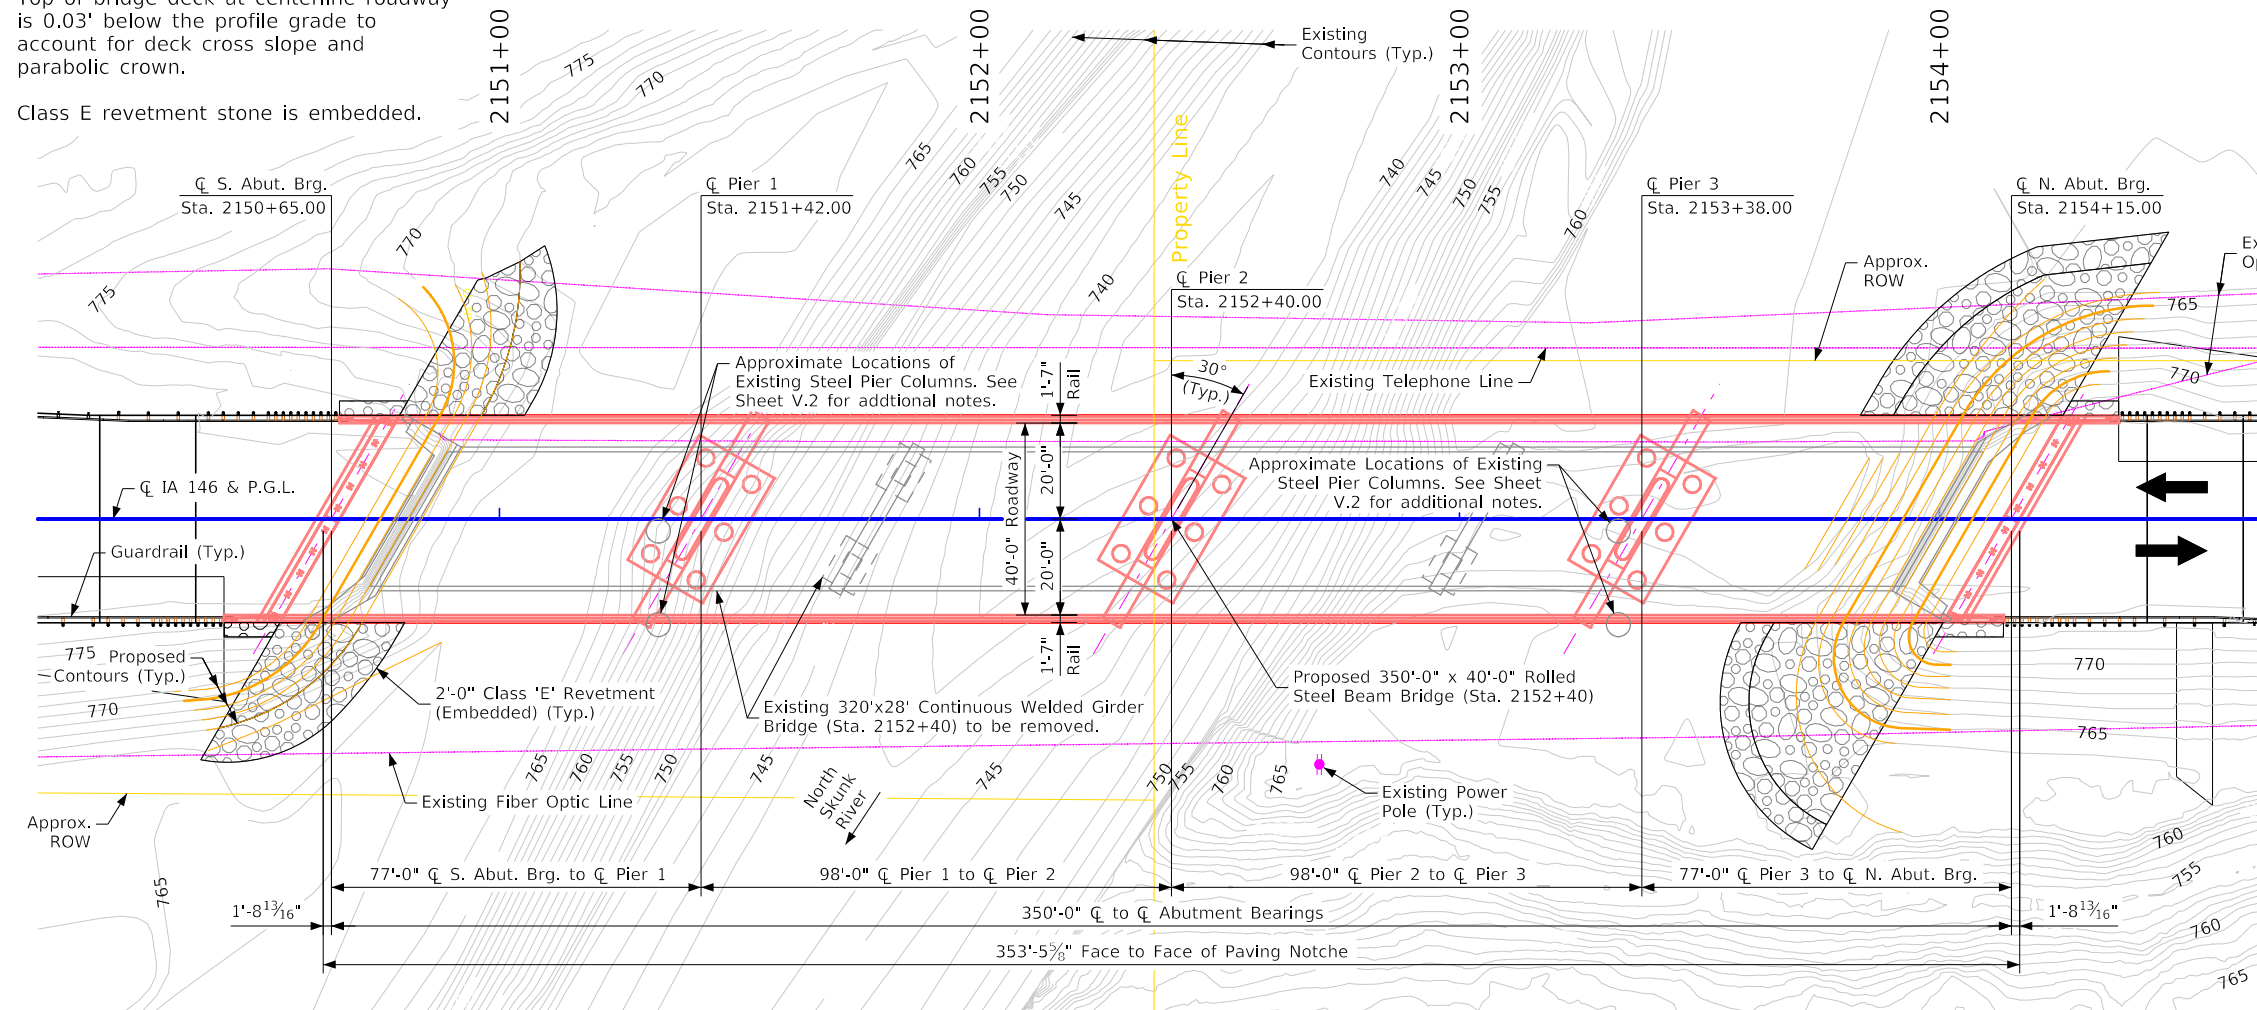 Top of bridge deck at centerline roadway
is 0.03' below the profile grade to
account for deck cross slope and
parabolic crown.
Class E revetment stone is embedded.
2151+00
2152+00
2153+00
2154+00
Existing
Contours (Typ.)
775
770
765
760
755
750
745
740
745
750
755
760
Property Line
℄ S. Abut. Brg.
Sta. 2150+65.00
℄ Pier 1
Sta. 2151+42.00
℄ Pier 2
Sta. 2152+40.00
℄ Pier 3
Sta. 2153+38.00
℄ N. Abut. Brg.
Sta. 2154+15.00
770
775
740
Approx.
ROW
765
770
Approximate Locations of
Existing Steel Pier Columns. See
Sheet V.2 for addtional notes.
1'-7"
Rail
30°
(Typ.)
Existing Telephone Line
℄ IA 146 & P.G.L.
Guardrail (Typ.)
40'-0" Roadway
20'-0"
20'-0"
1'-7"
Rail
Approximate Locations of Existing
Steel Pier Columns. See Sheet
V.2 for additional notes.
775
Proposed
Contours (Typ.)
770
2'-0" Class 'E' Revetment
(Embedded) (Typ.)
Existing 320'x28' Continuous Welded Girder
Bridge (Sta. 2152+40) to be removed.
Proposed 350'-0" x 40'-0" Rolled
Steel Beam Bridge (Sta. 2152+40)
770
765
765
760
755
750
745
745
750
755
760
765
North
Skunk
River
Existing Fiber Optic Line
Existing Power
Pole (Typ.)
Approx.
ROW
765
760
755
760
765
77'-0" ℄ S. Abut. Brg. to ℄ Pier 1
98'-0" ℄ Pier 1 to ℄ Pier 2
98'-0" ℄ Pier 2 to ℄ Pier 3
77'-0" ℄ Pier 3 to ℄ N. Abut. Brg.
1'-8 13/16"
350'-0" ℄ to ℄ Abutment Bearings
1'-8 13/16"
353'-5 5/8" Face to Face of Paving Notche